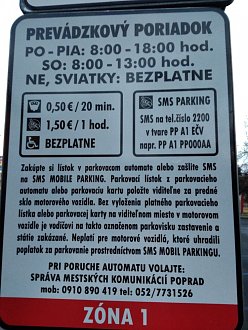 PREVÁDZKOVÝ PORIADOK
PO - PIA: 8:00 - 18:00 hod.
SO: 8:00 - 13:00 hod.
NE, SVIATKY: BEZPLATNE
0,50 € / 20 min.
1,50 € / 1 hod.
BEZPLATNE
SMS PARKING
SMS na tel.číslo 2200
v tvare PP A1 EČV
napr. PP A1 PP000AA
Zakúpte si lístok v parkovacom automate alebo zašlite SMS
na SMS MOBILE PARKING. Parkovací lístok z parkovacieho
automatu alebo parkovaciu kartu položte viditeľne za predné
sklo motorového vozidla. Bez vyloženia platného parkovacieho
lístka alebo parkovacej karty na viditeľnom mieste v motorovom
vozidle je vodičovi na takto označenom parkovisku zastavenie a
státie zakázané. Neplatí pre motorové vozidlá, ktoré uhradili
poplatok za parkovanie prostredníctvom SMS MOBIL PARKINGU.
PRI PORUCHE AUTOMATU VOLAJTE:
SPRÁVA MESTSKÝCH KOMUNIKÁCIÍ POPRAD
mob: 0910 890 419 tel: 052/7731526
ZÓNA 1